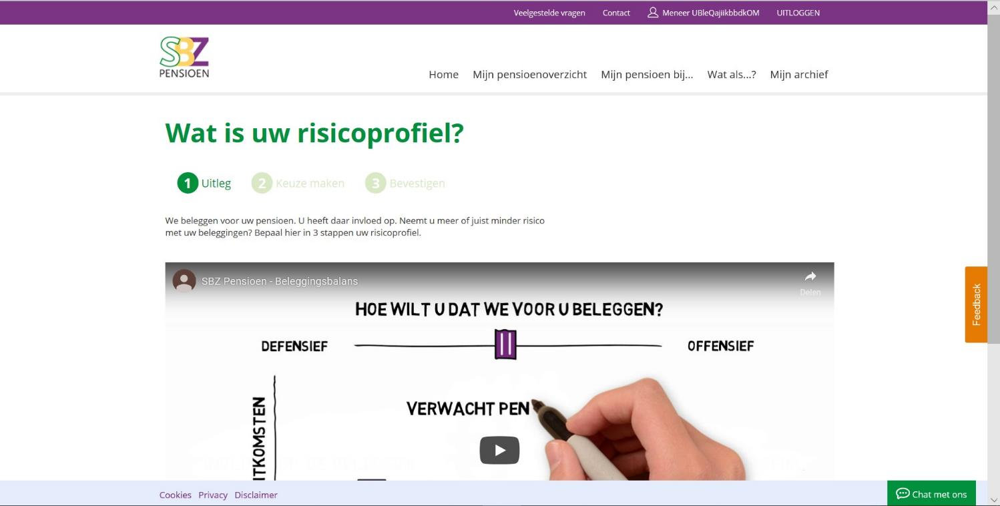 Veelgestelde vragen Contact Meneer UBleQajiikbbdkOM UITLOGGEN
SBZ
PENSIOEN
Home Mijn pensioenoverzicht Mijn pensioen bij... Wat als...? Mijn archief
Wat is uw risicoprofiel?
1 Uitleg 2 Keuze maken 3 Bevestigen
We beleggen voor uw pensioen. U heeft daar invloed op. Neemt u meer of juist minder risico
met uw beleggingen? Bepaal hier in 3 stappen uw risicoprofiel.
SBZ Pensioen - Beleggingsbalans
Delen
HOE WILT U DAT WE VOOR U BELEGGEN?
DEFENSIEF OFFENSIEF
VERWACHT PEN
ITKOMSTEN
Feedback
Cookies Privacy Disclaimer
Chat met ons